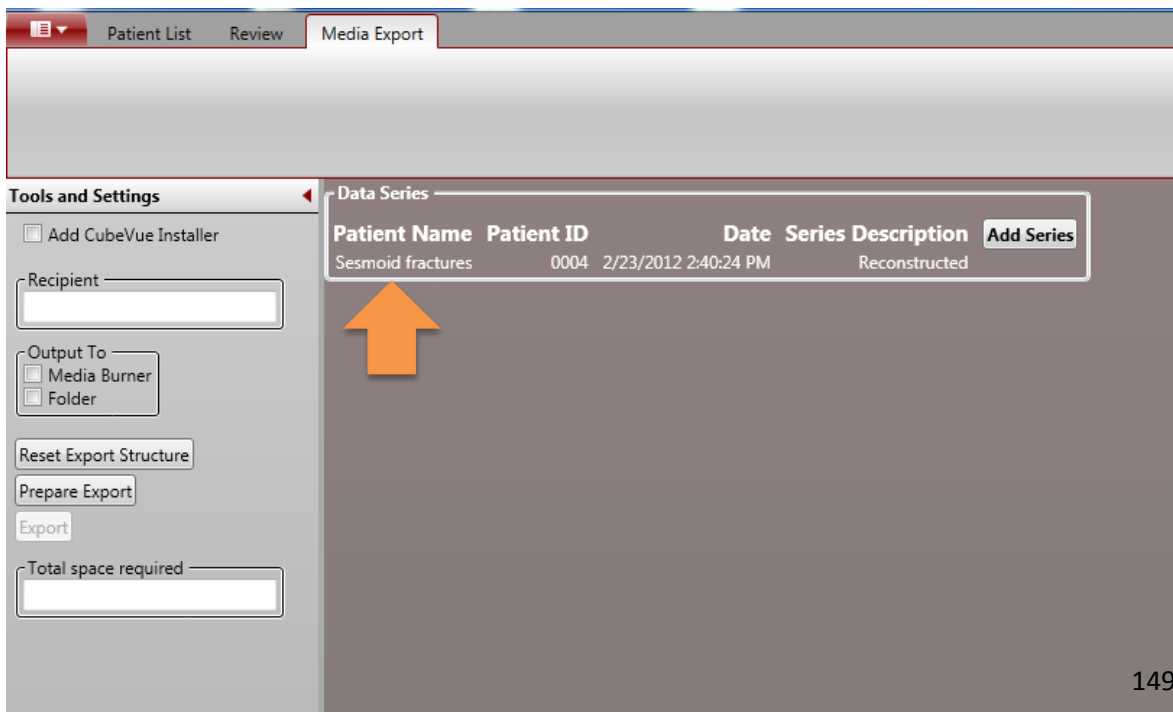 Patient List Review Media Export
Tools and Settings
Add CubeVue Installer
Recipient
Output To
Media Burner
Folder
Reset Export Structure
Prepare Export
Export
Total space required
Data Series
Patient Name Patient ID Date Series Description Add Series
Sesmoid fractures 0004 2/23/2012 2:40:24 PM Reconstructed
149